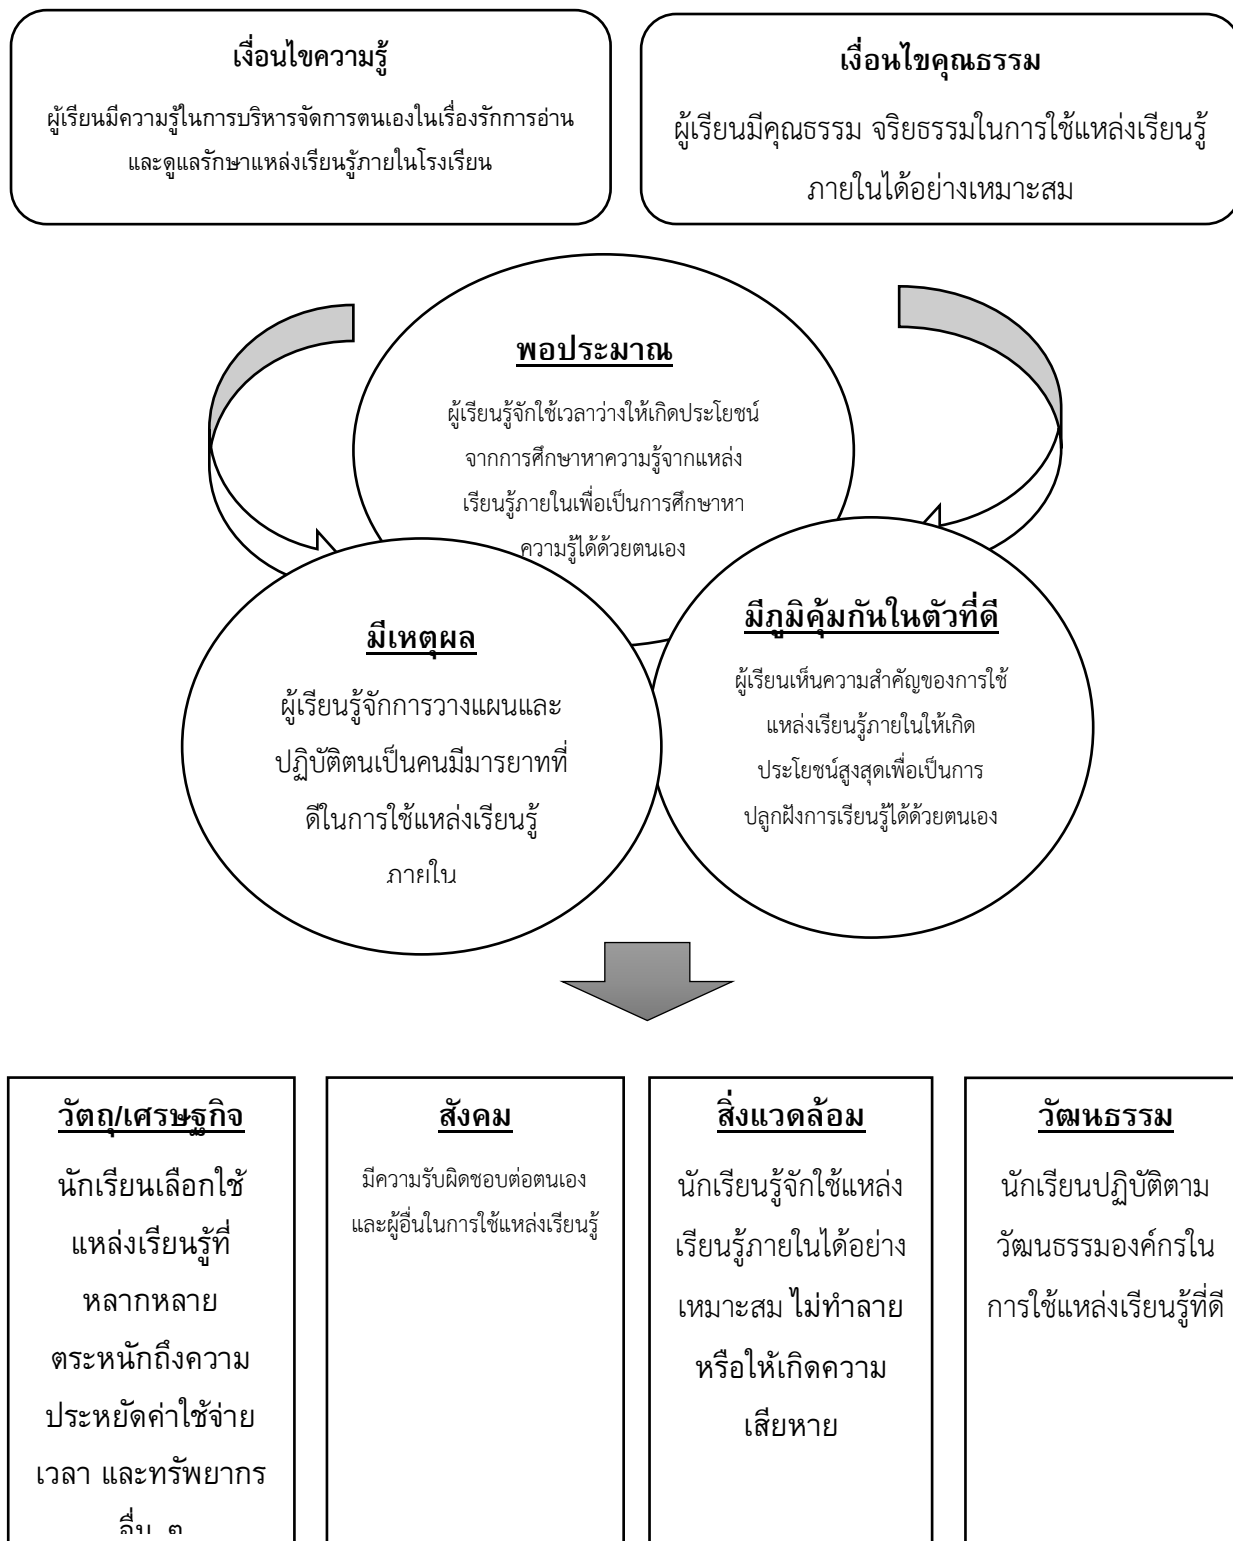 เงื่อนไขความรู้
ผู้เรียนมีความรู้ในการบริหารจัดการตนเองในเรื่องรักการอ่าน
และดูแลรักษาแหล่งเรียนรู้ภายในโรงเรียน
เงื่อนไขคุณธรรม
ผู้เรียนมีคุณธรรม จริยธรรมในการใช้แหล่งเรียนรู้
ภายในได้อย่างเหมาะสม
พอประมาณ
ผู้เรียนรู้จักใช้เวลาว่างให้เกิดประโยชน์
จากการศึกษาหาความรู้จากแหล่ง
เรียนรู้ภายในเพื่อเป็นการศึกษาหา
ความรู้ได้ด้วยตนเอง
มีเหตุผล
ผู้เรียนรู้จักการวางแผนและ
ปฏิบัติตนเป็นคนมีมารยาทที่
ดีในการใช้แหล่งเรียนรู้
ภายใน
มีภูมิคุ้มกันในตัวที่ดี
ผู้เรียนเห็นความสำคัญของการใช้
แหล่งเรียนรู้ภายในให้เกิด
ประโยชน์สูงสุดเพื่อเป็นการ
ปลูกฝังการเรียนรู้ได้ด้วยตนเอง
วัตถุ/เศรษฐกิจ
นักเรียนเลือกใช้
แหล่งเรียนรู้ที่
หลากหลาย
ตระหนักถึงความ
ประหยัดค่าใช้จ่าย
เวลา และทรัพยากร
อื่น ๆ
สังคม
มีความรับผิดชอบต่อตนเอง
และผู้อื่นในการใช้แหล่งเรียนรู้
สิ่งแวดล้อม
นักเรียนรู้จักใช้แหล่ง
เรียนรู้ภายในได้อย่าง
เหมาะสม ไม่ทำลาย
หรือให้เกิดความ
เสียหาย
วัฒนธรรม
นักเรียนปฏิบัติตาม
วัฒนธรรมองค์กรใน
การใช้แหล่งเรียนรู้ที่ดี